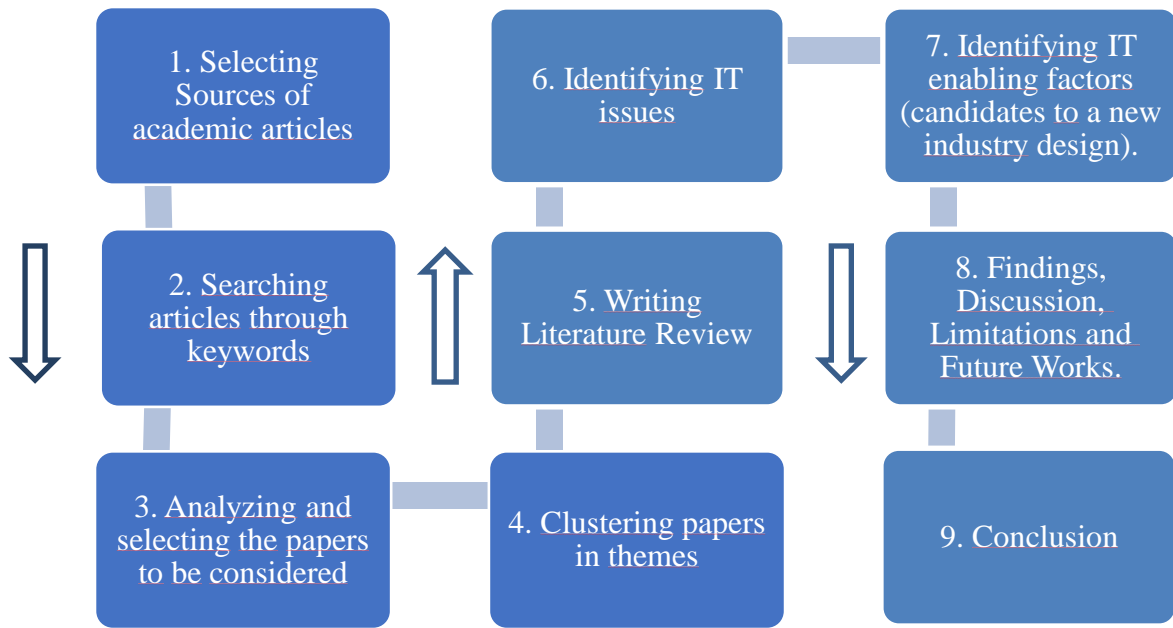 1. Selecting
Sources of
academic articles
2. Searching
articles through
keywords
3. Analyzing and
selecting the papers
to be considered
4. Clustering papers
in themes
5. Writing
Literature Review
6. Identifying IT
issues
7. Identifying IT
enabling factors
(candidates to a new
industry design).
8. Findings,
Discussion,
Limitations and
Future Works.
9. Conclusion